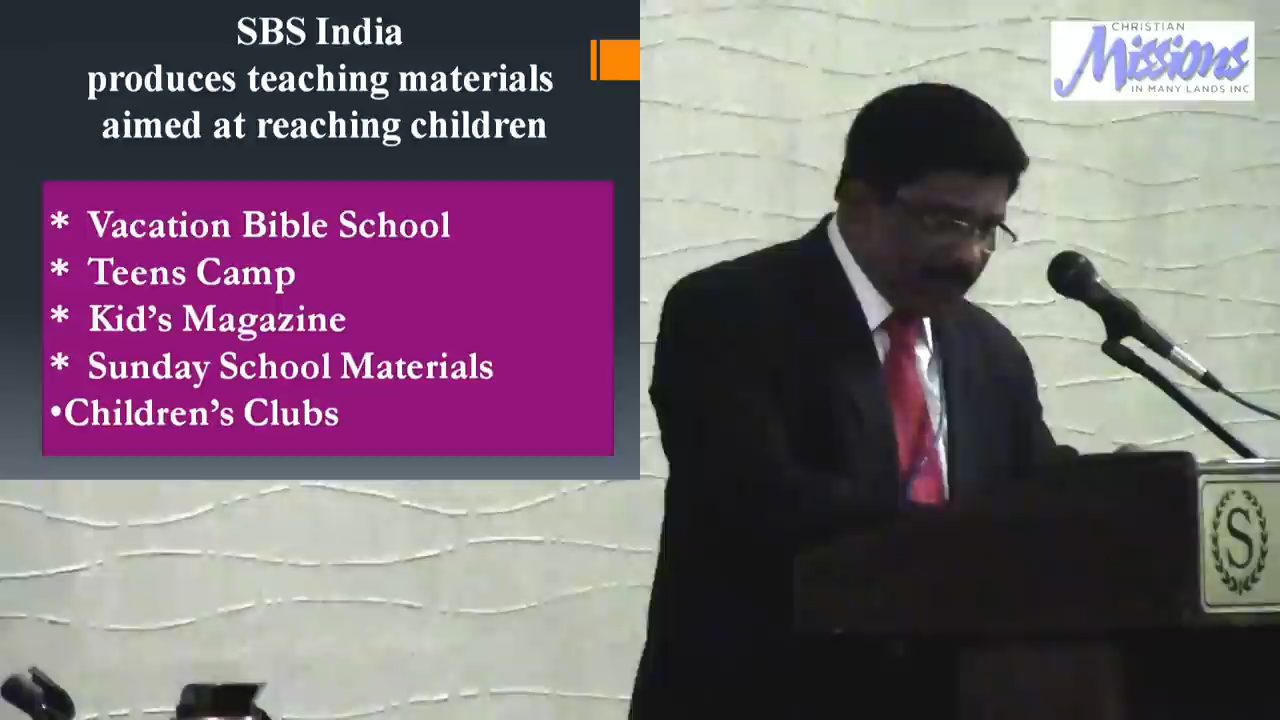 SBS India
produces teaching materials
aimed at reaching children
* Vacation Bible School
* Teens Camp
* Kid's Magazine
* Sunday School Materials
•Children's Clubs
CHRISTIAN
Missions
IN MANY LANDS INC
S